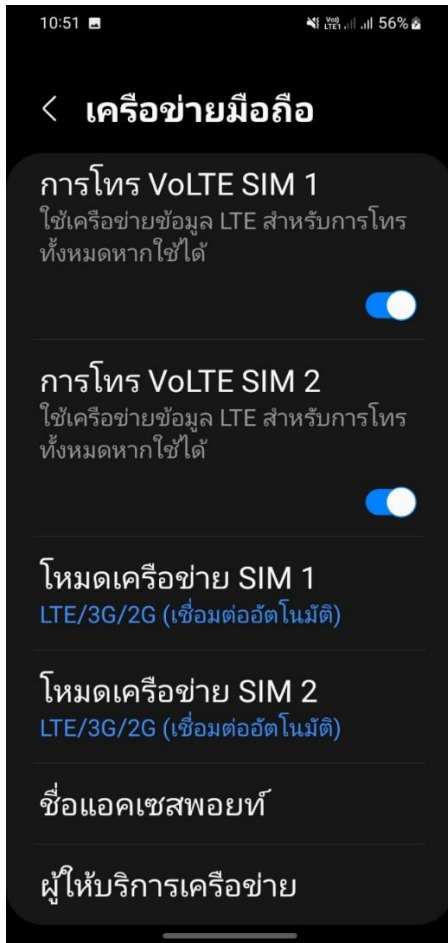 10:51
Vo)) LTE1 56%
เครือข่ายมือถือ
การโทร VoLTE SIM 1
ใช้เครือข่ายข้อมูล LTE สำหรับการโทร
ทั้งหมดหากใช้ได้
การโทร VoLTE SIM 2
ใช้เครือข่ายข้อมูล LTE สำหรับการโทร
ทั้งหมดหากใช้ได้
โหมดเครือข่าย SIM 1
LTE/3G/2G (เชื่อมต่ออัตโนมัติ)
โหมดเครือข่าย SIM 2
LTE/3G/2G (เชื่อมต่ออัตโนมัติ)
ชื่อแอคเซสพอยท์
ผู้ให้บริการเครือข่าย